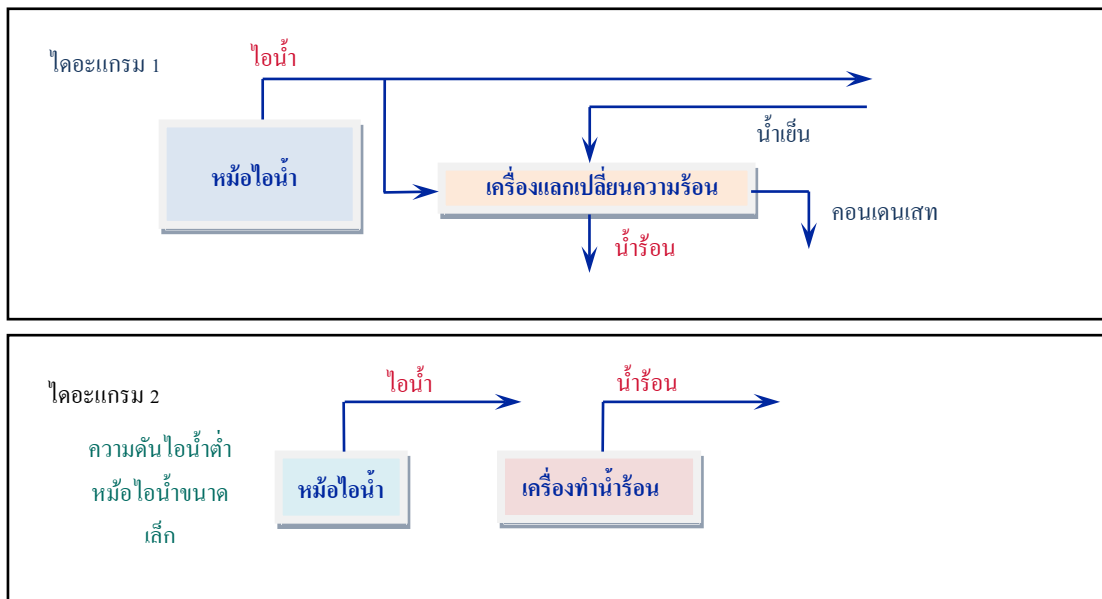 ไดอะแกรม 1
ไอน้ำ
น้ำเย็น
หม้อไอน้ำ
เครื่องแลกเปลี่ยนความร้อน
คอนเดนเสท
น้ำร้อน
ไดอะแกรม 2
ไอน้ำ
น้ำร้อน
ความดันไอน้ำต่ำ
หม้อไอน้ำขนาด
เล็ก
หม้อไอน้ำ
เครื่องทำน้ำร้อน